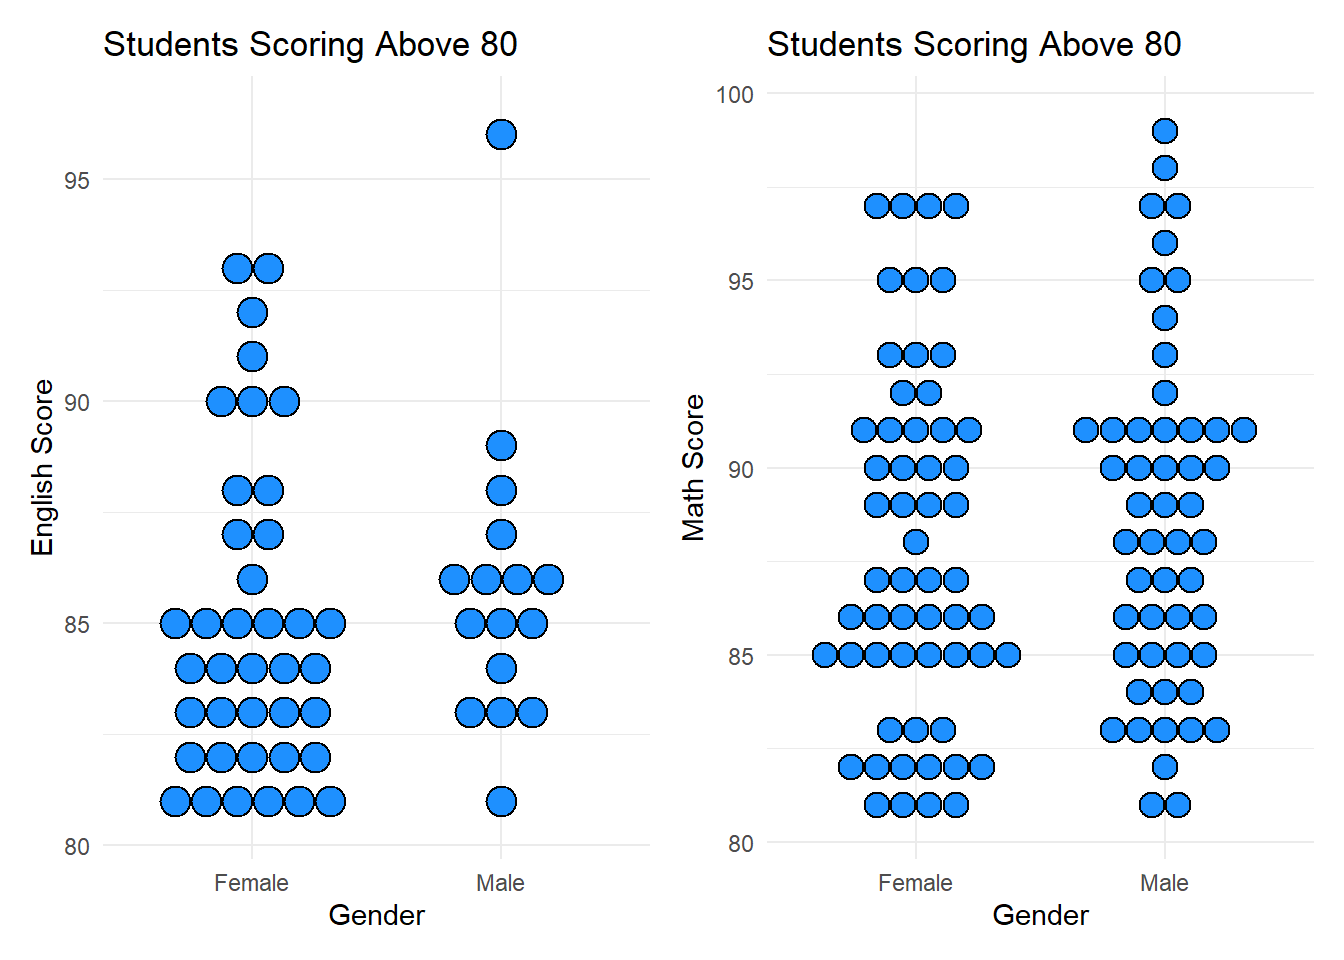 Students Scoring Above 80
English Score
95
90
85
80
Female
Male
Gender
Students Scoring Above 80
Math Score
100
95
90
85
80
Female
Male
Gender